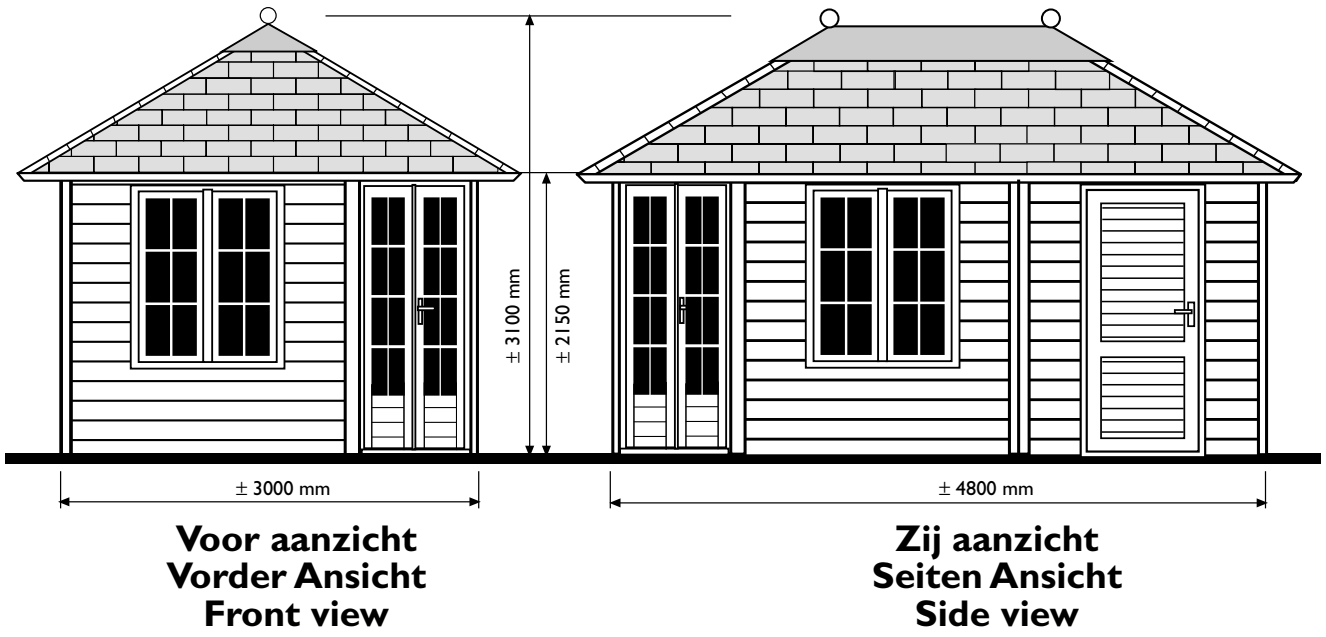 ± 3100 mm
± 2150 mm
± 3000 mm
± 4800 mm
Voor aanzicht
Vorder Ansicht
Front view
Zij aanzicht
Seiten Ansicht
Side view